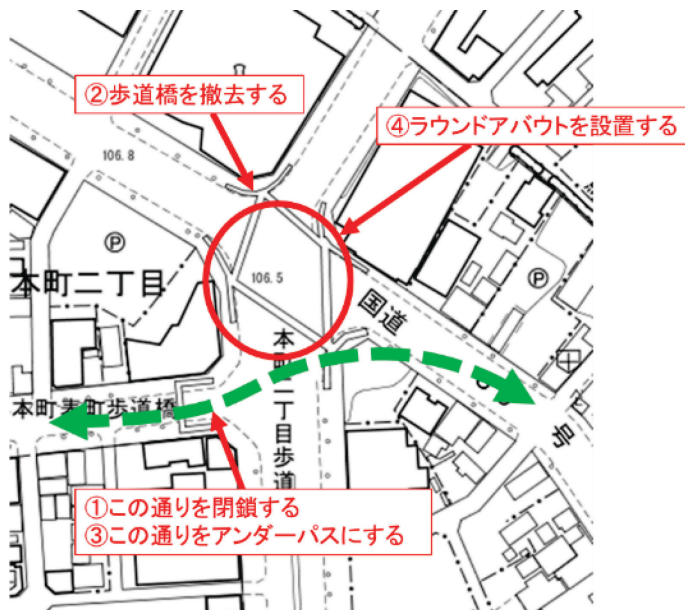 ②歩道橋を撤去する
④ラウンドアバウトを設置する
106.8
Ⓟ
本町二丁目
106.5
Ⓟ
国道
号
本町二丁目歩道
本町東町歩道橋
①この通りを閉鎖する
③この通りをアンダーパスにする